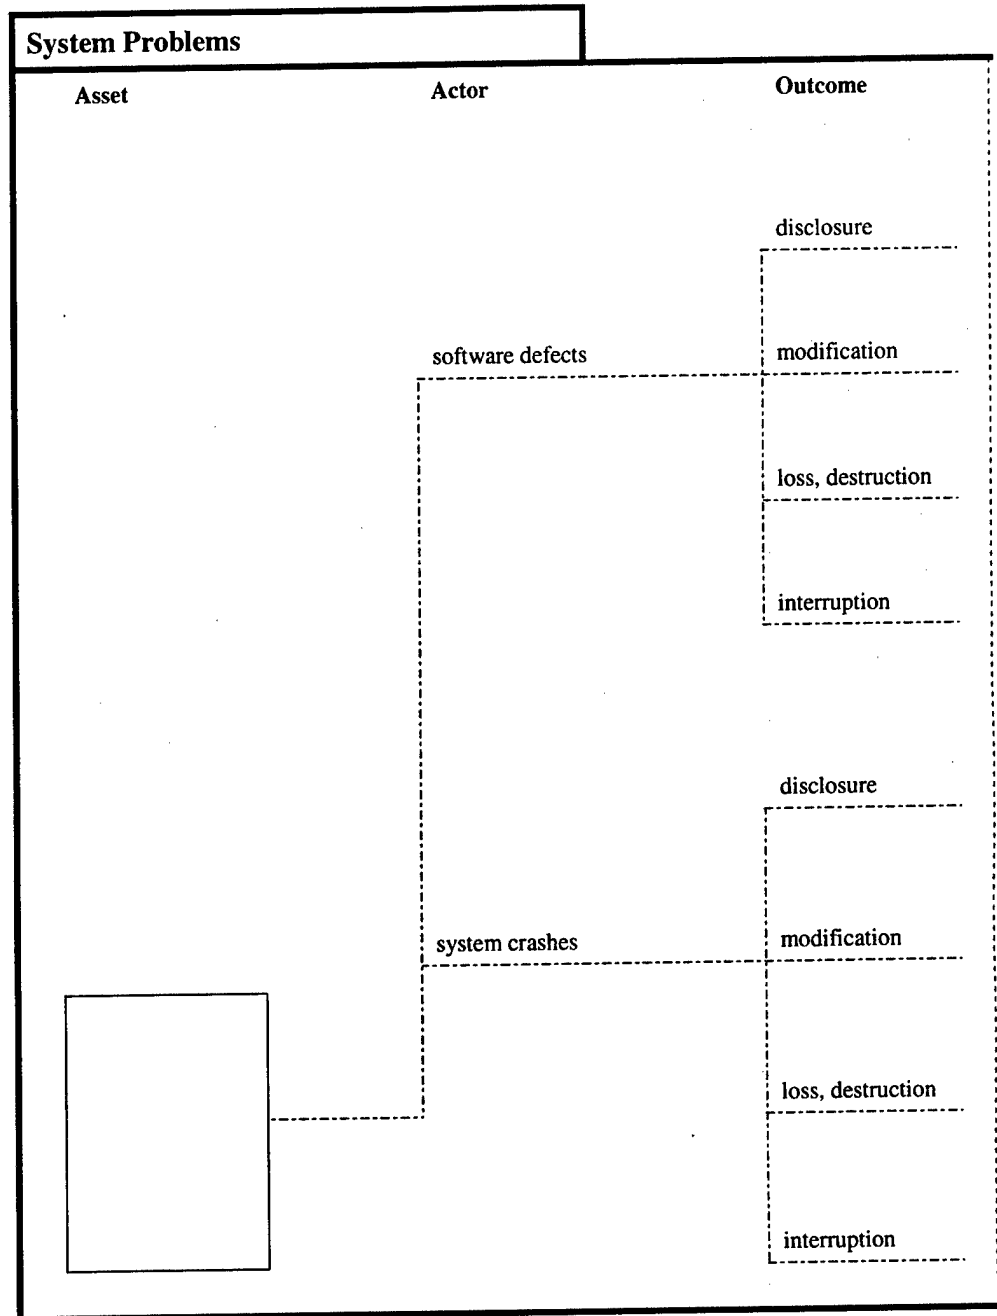 System Problems
Asset Actor Outcome
disclosure
software defects modification
loss, destruction
interruption
disclosure
system crashes modification
loss, destruction
interruption